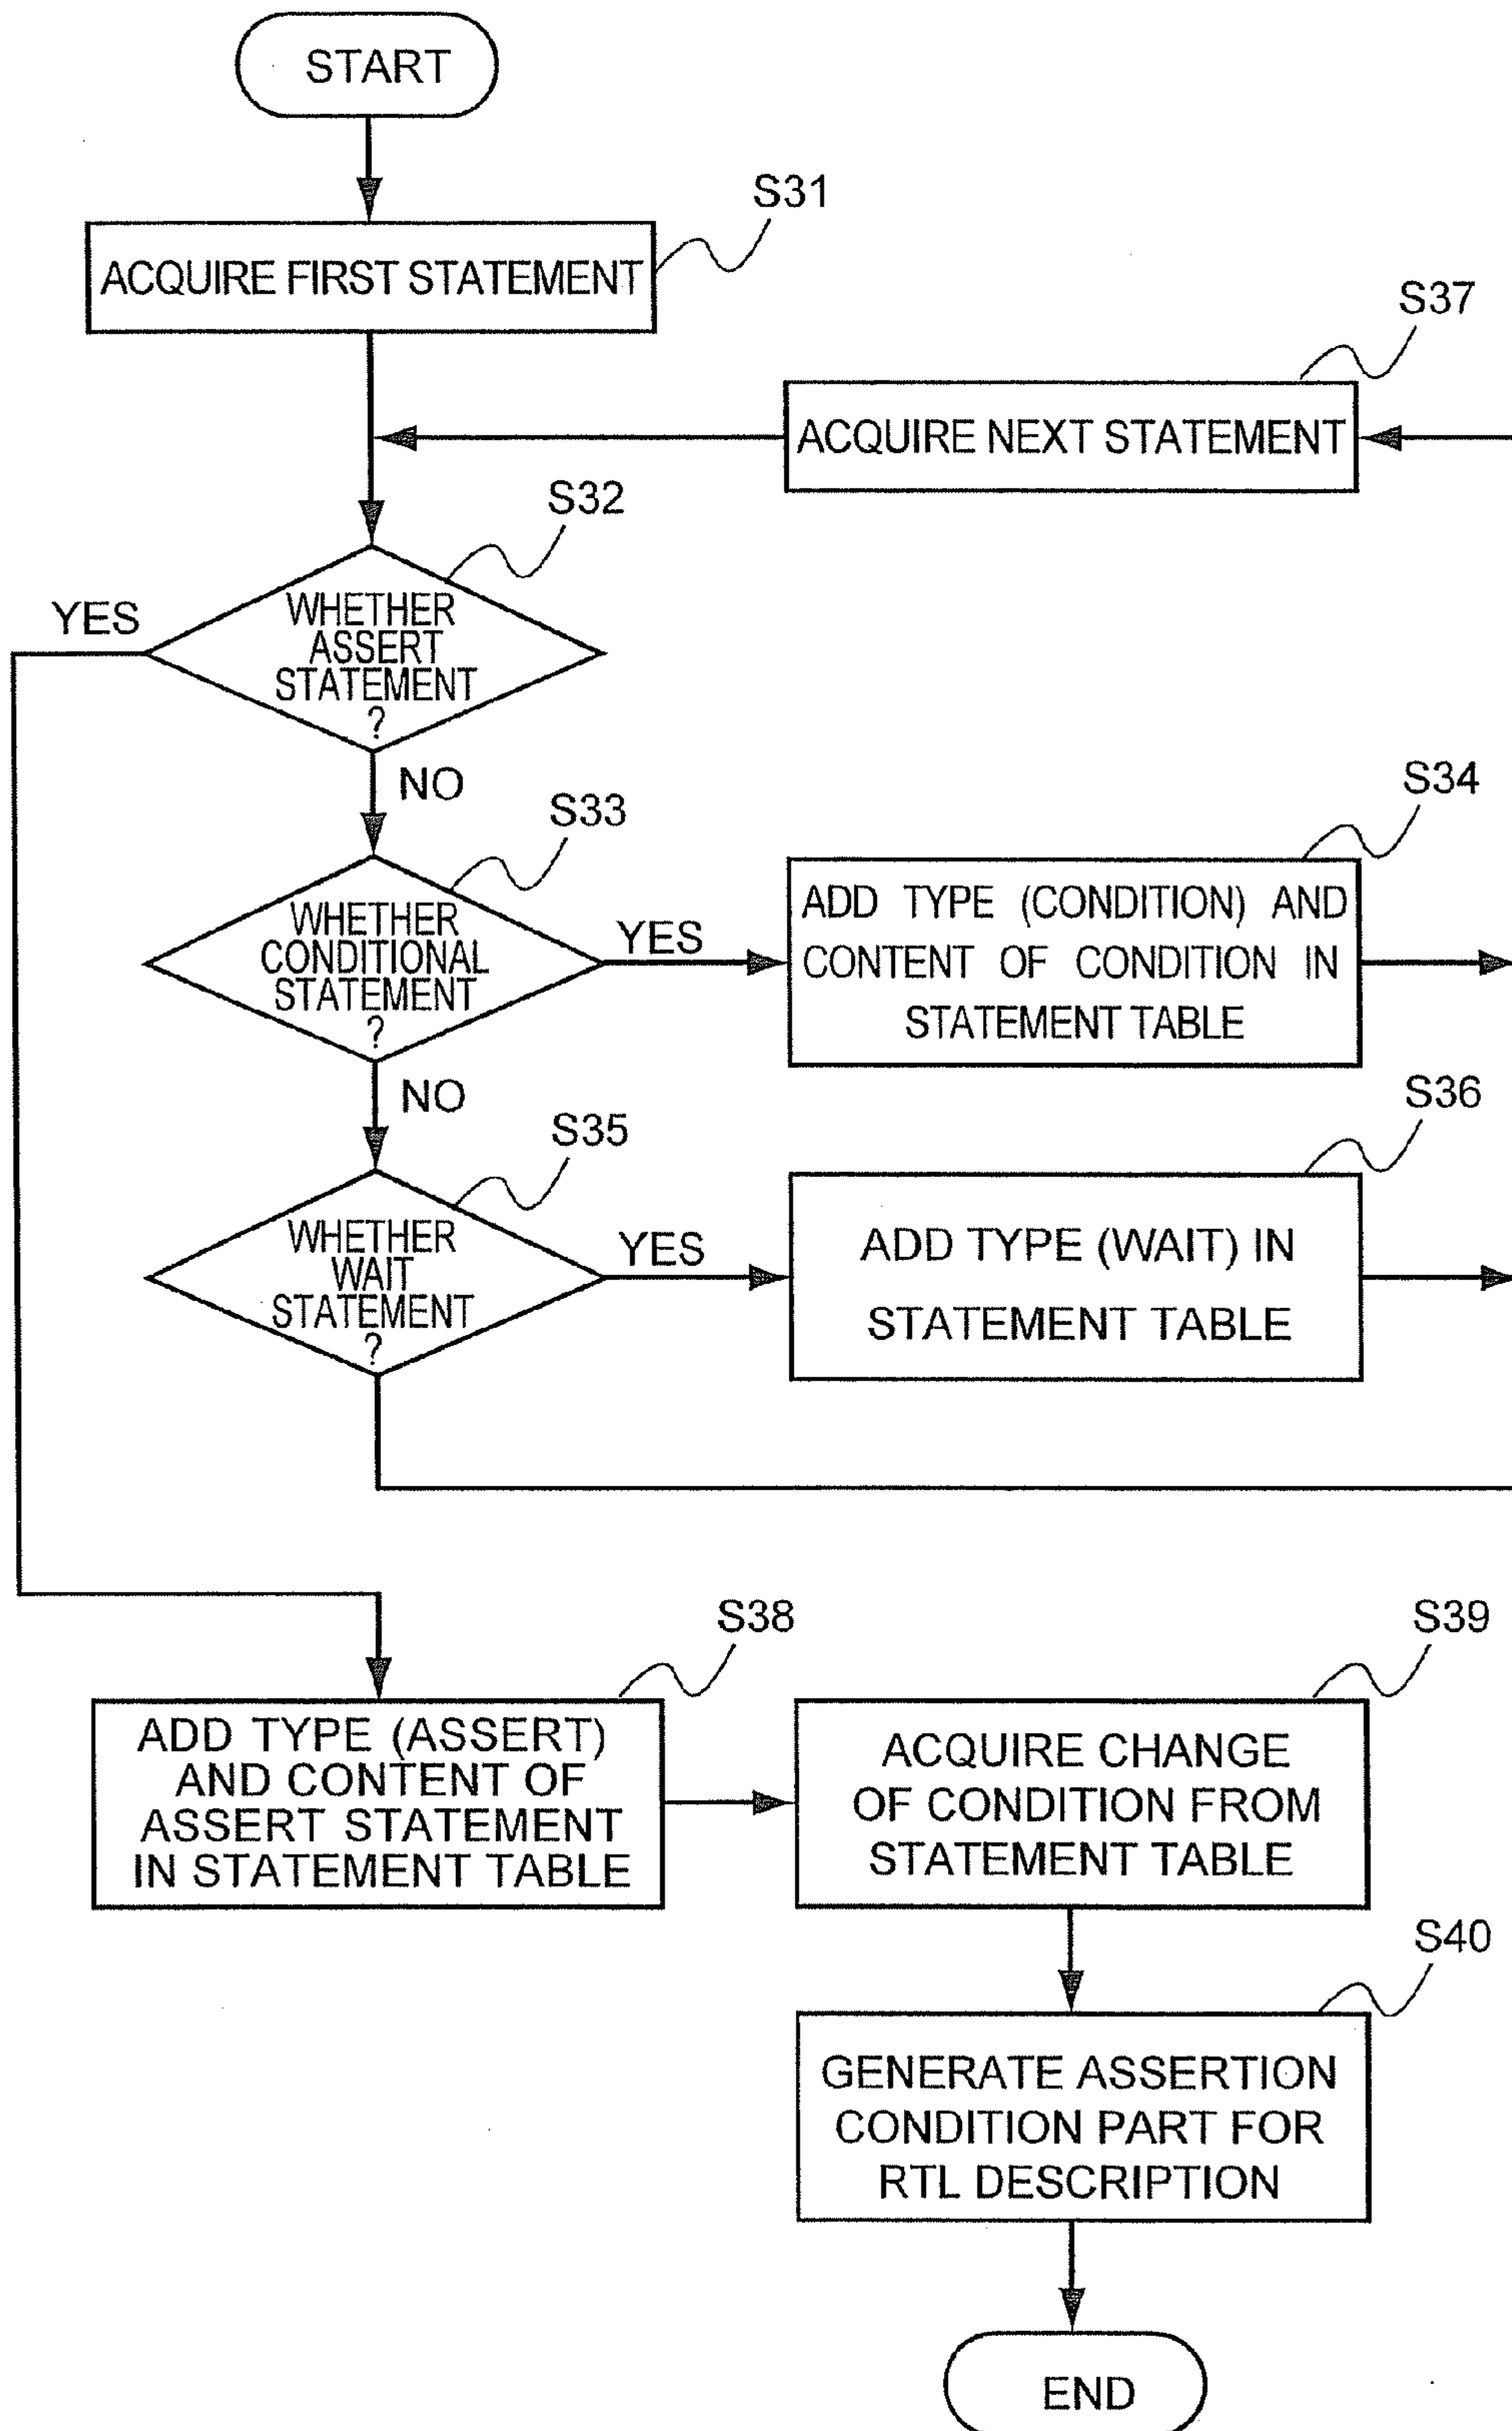 START
S31
ACQUIRE FIRST STATEMENT
S37
ACQUIRE NEXT STATEMENT
S32
YES
WHETHER
ASSERT
STATEMENT
?
NO
S33
WHETHER
CONDITIONAL
STATEMENT
?
YES
S34
ADD TYPE (CONDITION) AND
CONTENT OF CONDITION IN
STATEMENT TABLE
NO
S35
WHETHER
WAIT
STATEMENT
?
YES
S36
ADD TYPE (WAIT) IN
STATEMENT TABLE
S38
ADD TYPE (ASSERT)
AND CONTENT OF
ASSERT STATEMENT
IN STATEMENT TABLE
S39
ACQUIRE CHANGE
OF CONDITION FROM
STATEMENT TABLE
S40
GENERATE ASSERTION
CONDITION PART FOR
RTL DESCRIPTION
END